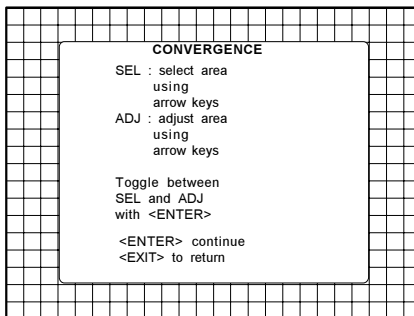 CONVERGENCE
SEL : select area
using
arrow keys
ADJ : adjust area
using
arrow keys
Toggle between
SEL and ADJ
with <ENTER>
<ENTER> continue
<EXIT> to return